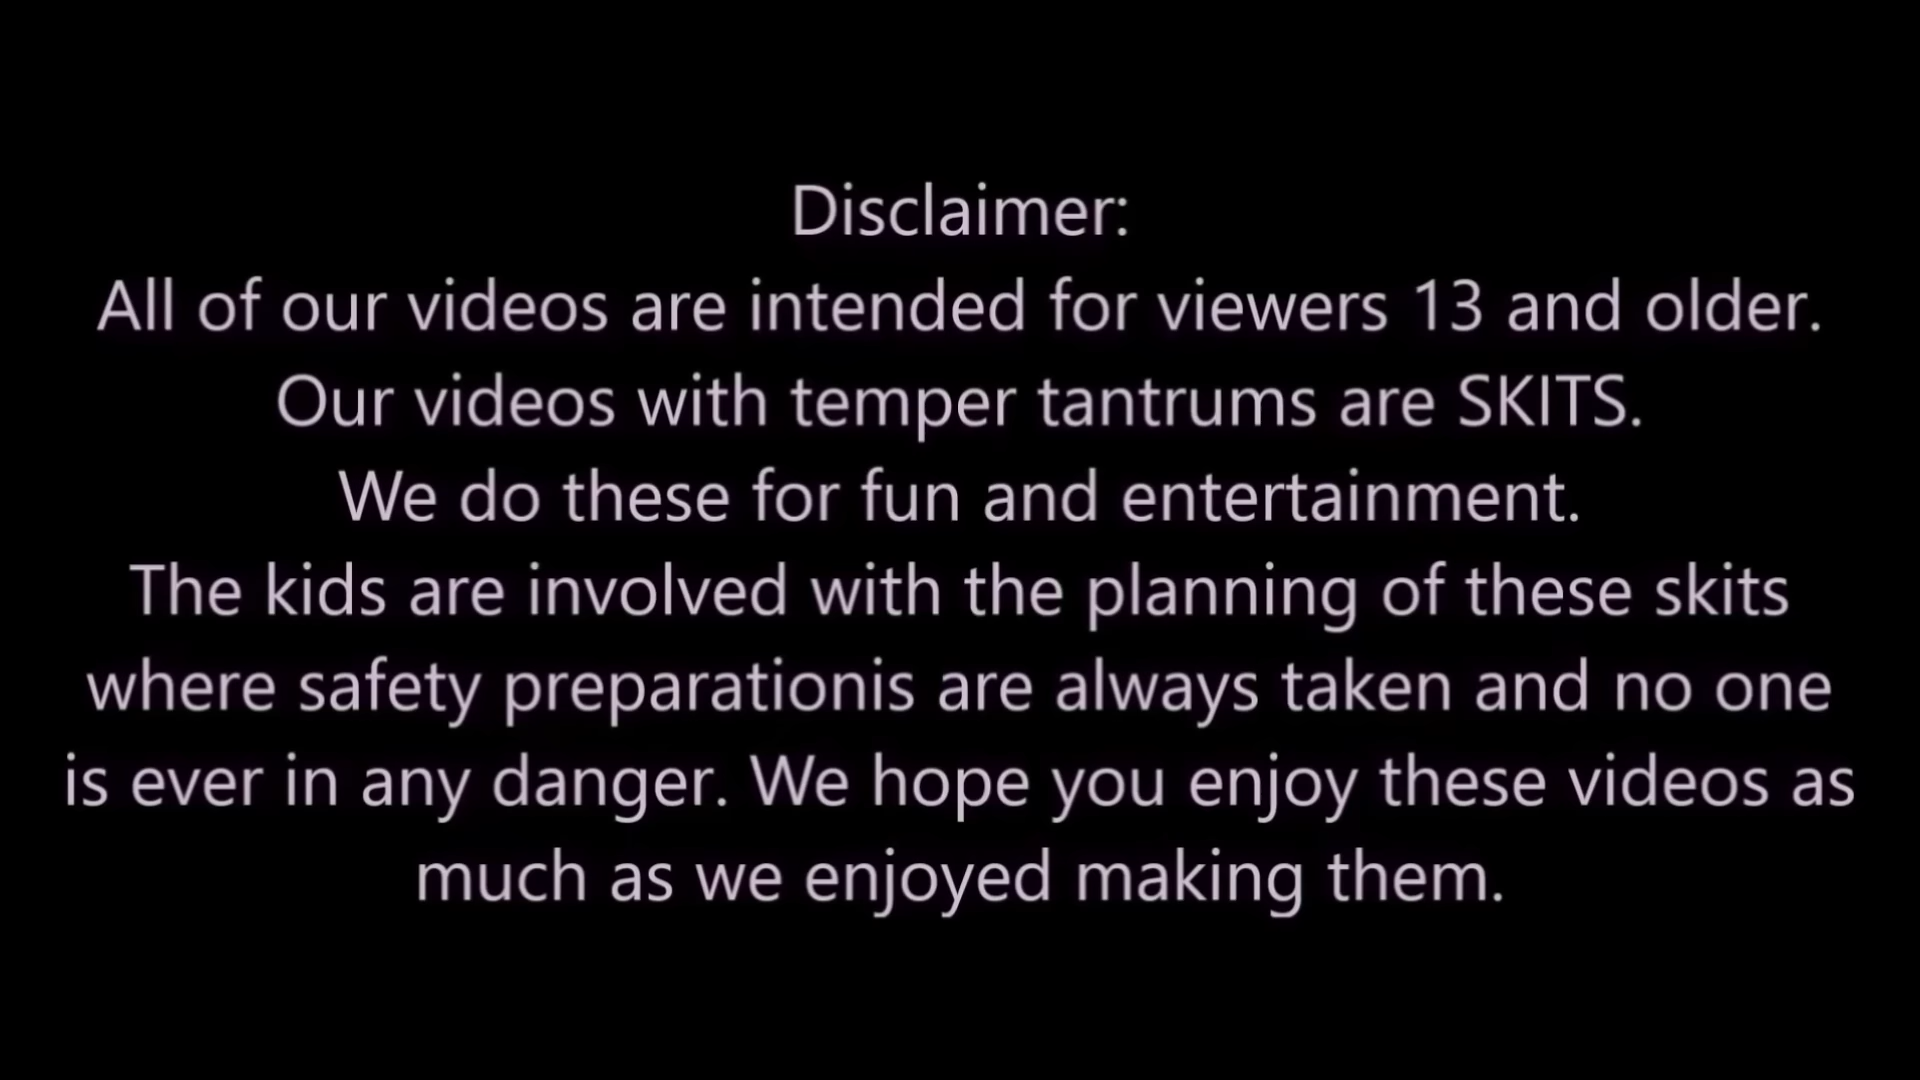 Disclaimer:
All of our videos are intended for viewers 13 and older.
Our videos with temper tantrums are SKITS.
We do these for fun and entertainment.
The kids are involved with the planning of these skits
where safety preparationis are always taken and no one
is ever in any danger. We hope you enjoy these videos as
much as we enjoyed making them.